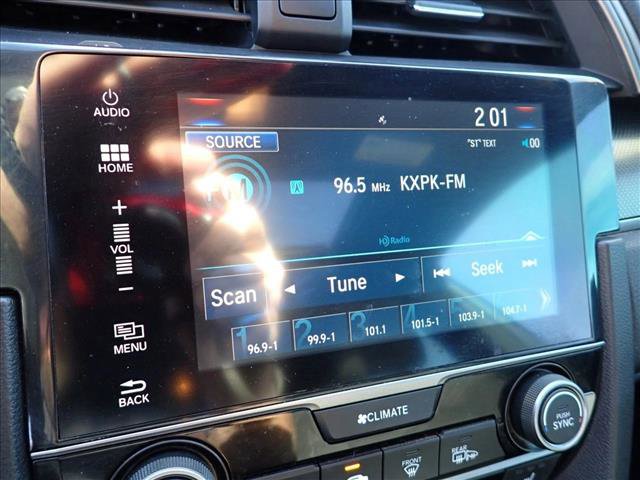 AUDIO
2 01
SOURCE
"ST" TEXT
00
HOME
FM
96.5 MHz KXPK-FM
+
VOL
HD Radio
-
Scan
Tune
Seek
MENU
1 2 3 4 5
96.9-1 99.9-1 101.1 101.5-1 103.9-1 104.7-1
BACK
CLIMATE
PUSH
SYNC
FRONT
REAR